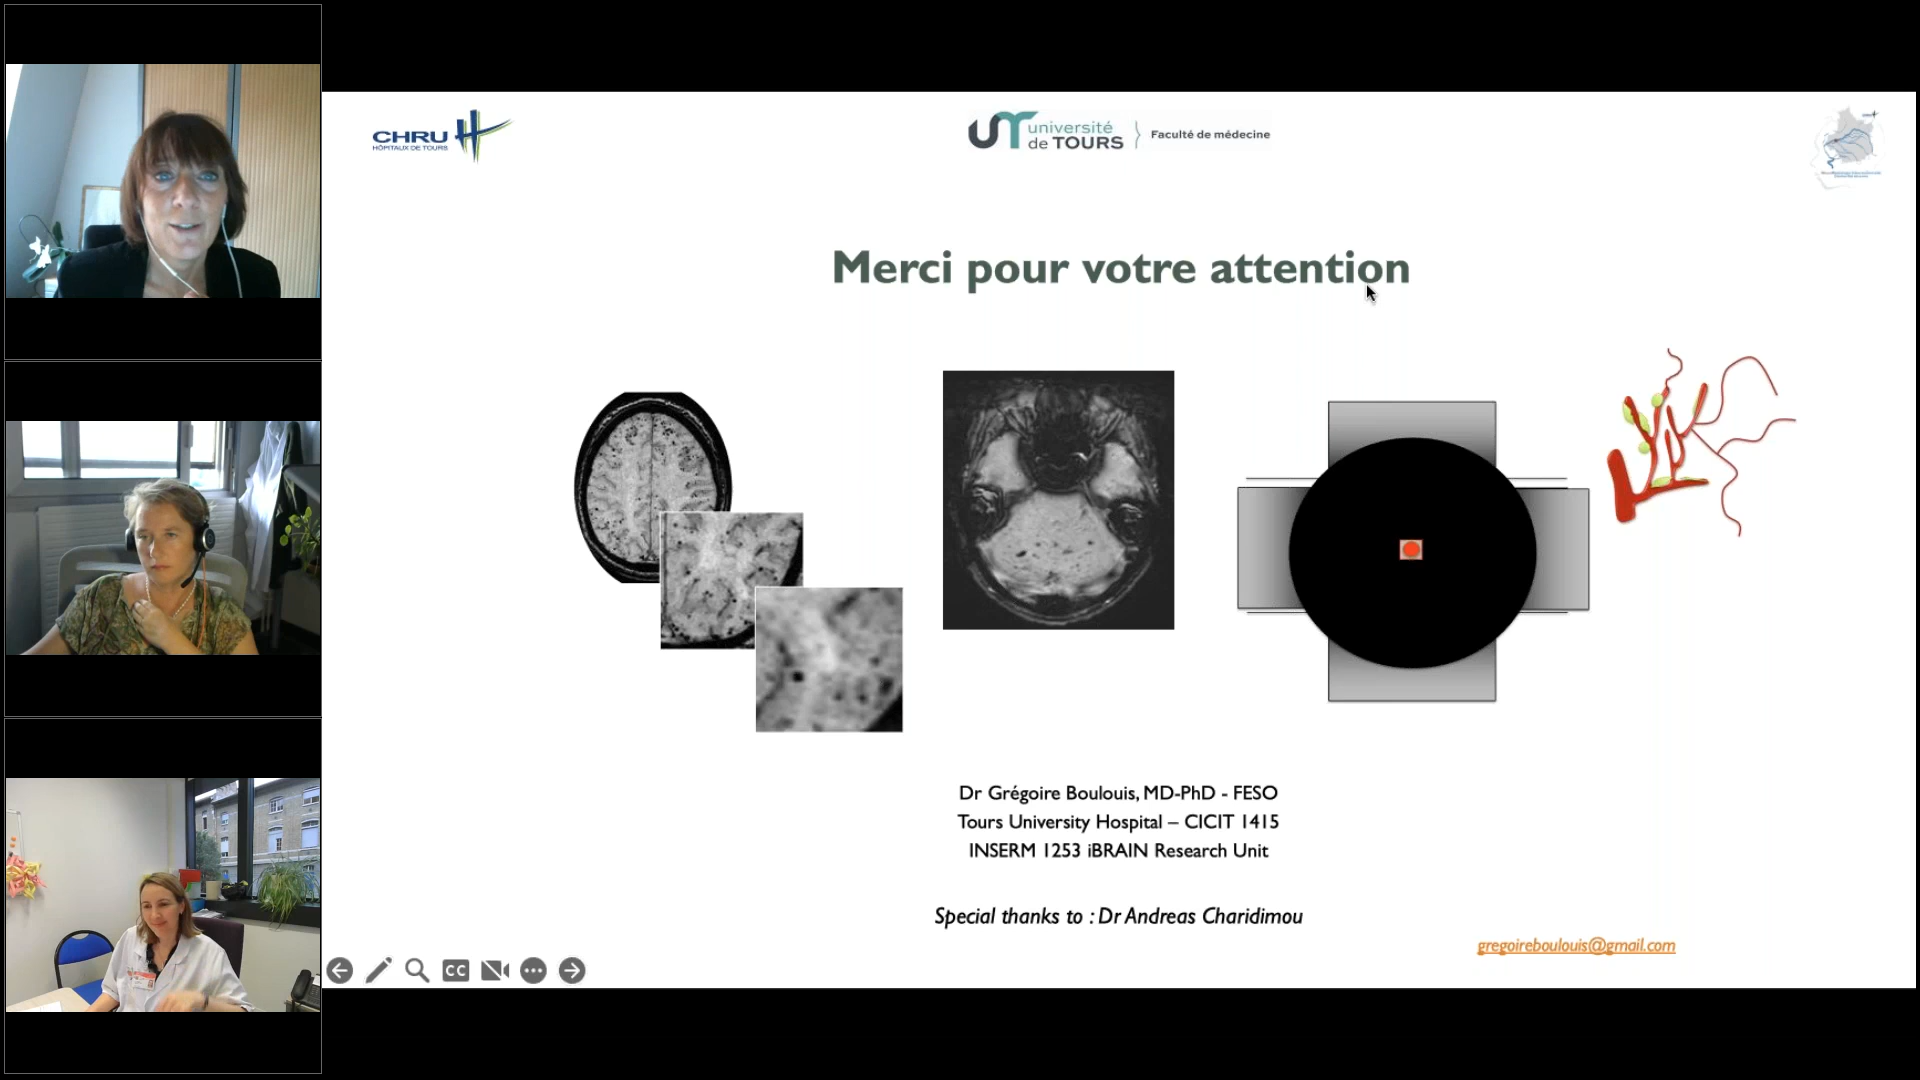 CHRU
HÔPITAUX DE TOURS
université
de TOURS
Faculté de médecine
Merci pour votre attention
Dr Grégoire Boulouis, MD-PhD - FESO
Tours University Hospital – CICIT 1415
INSERM 1253 iBRAIN Research Unit
Special thanks to : Dr Andreas Charidimou
gregoireboulouis@gmail.com
CC